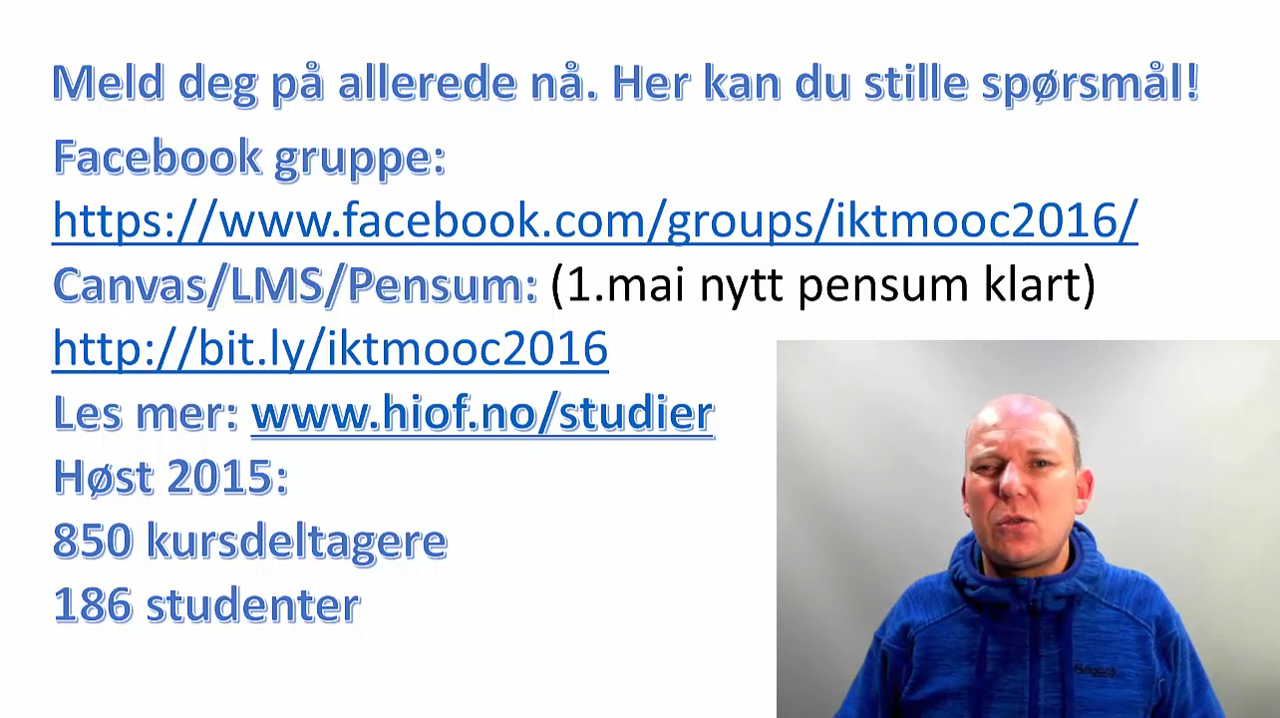 Meld deg på allerede nå. Her kan du stille spørsmål!
Facebook gruppe:
https://www.facebook.com/groups/iktmooc2016/
Canvas/LMS/Pensum: (1.mai nytt pensum klart)
http://bit.ly/iktmooc2016
Les mer: www.hiof.no/studier
Høst 2015:
850 kursdeltagere
186 studenter